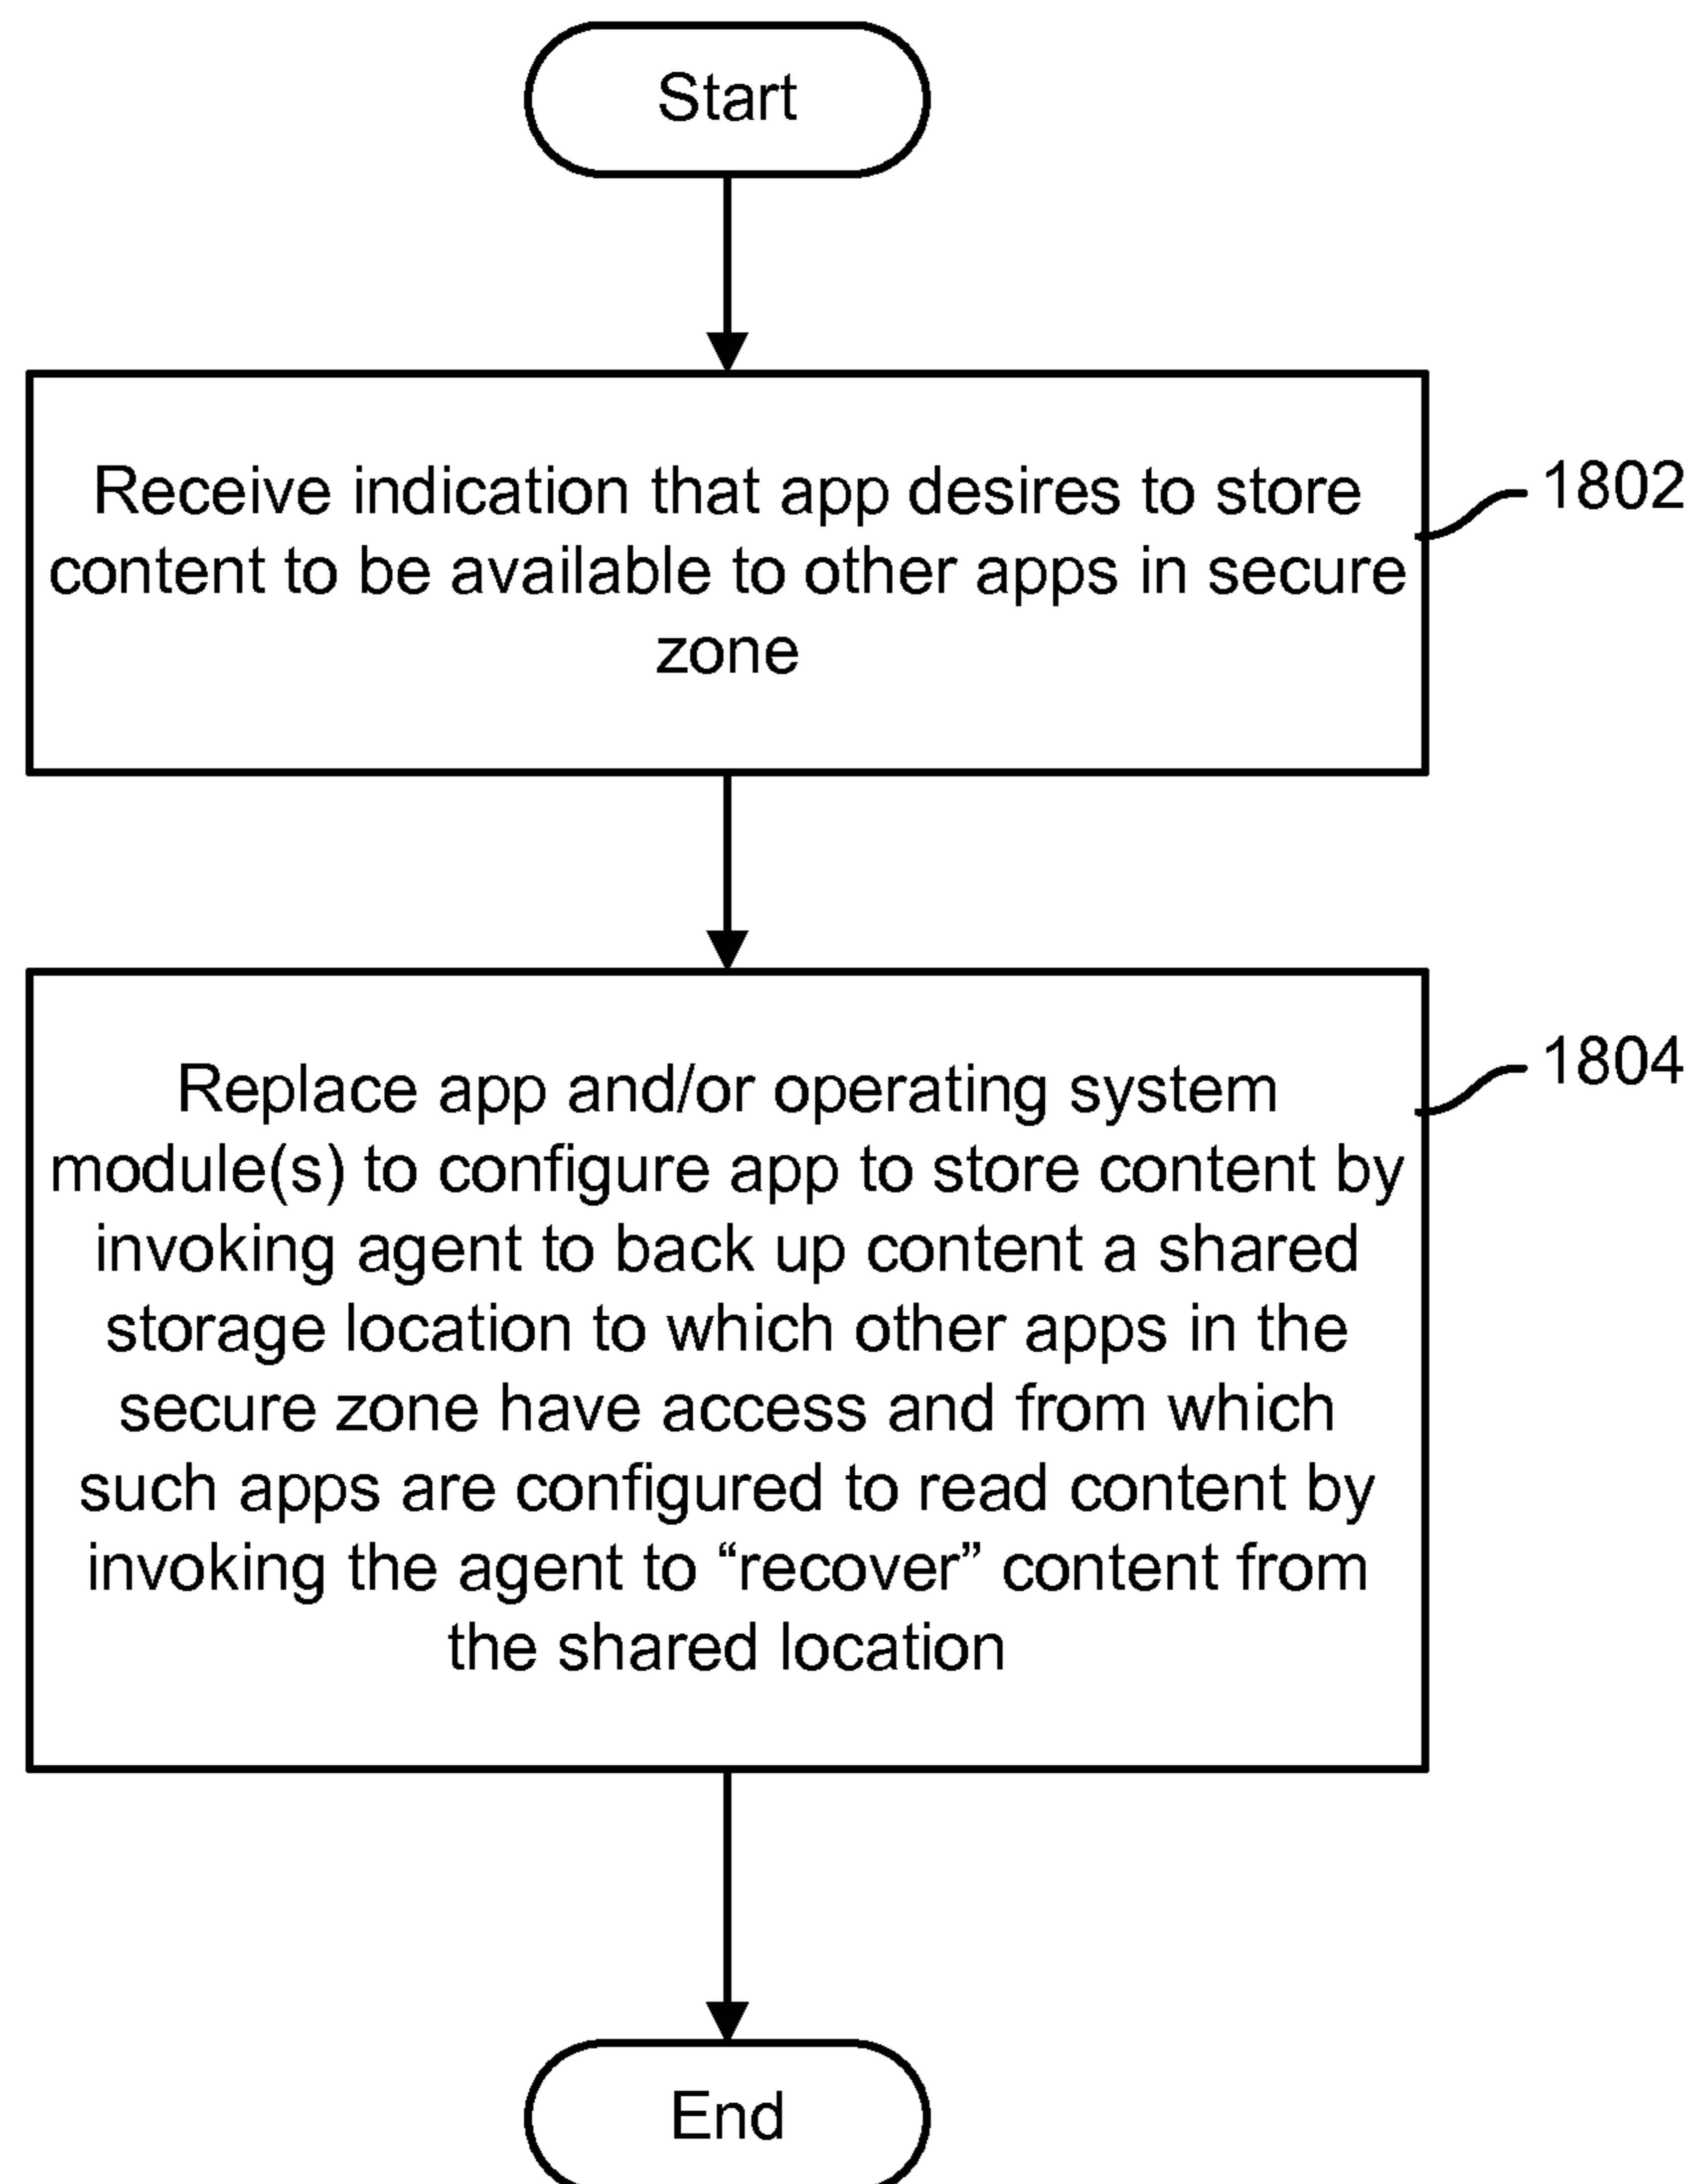 Start
Receive indication that app desires to store
content to be available to other apps in secure
zone
1802
Replace app and/or operating system
module(s) to configure app to store content by
invoking agent to back up content a shared
storage location to which other apps in the
secure zone have access and from which
such apps are configured to read content by
invoking the agent to “recover” content from
the shared location
1804
End